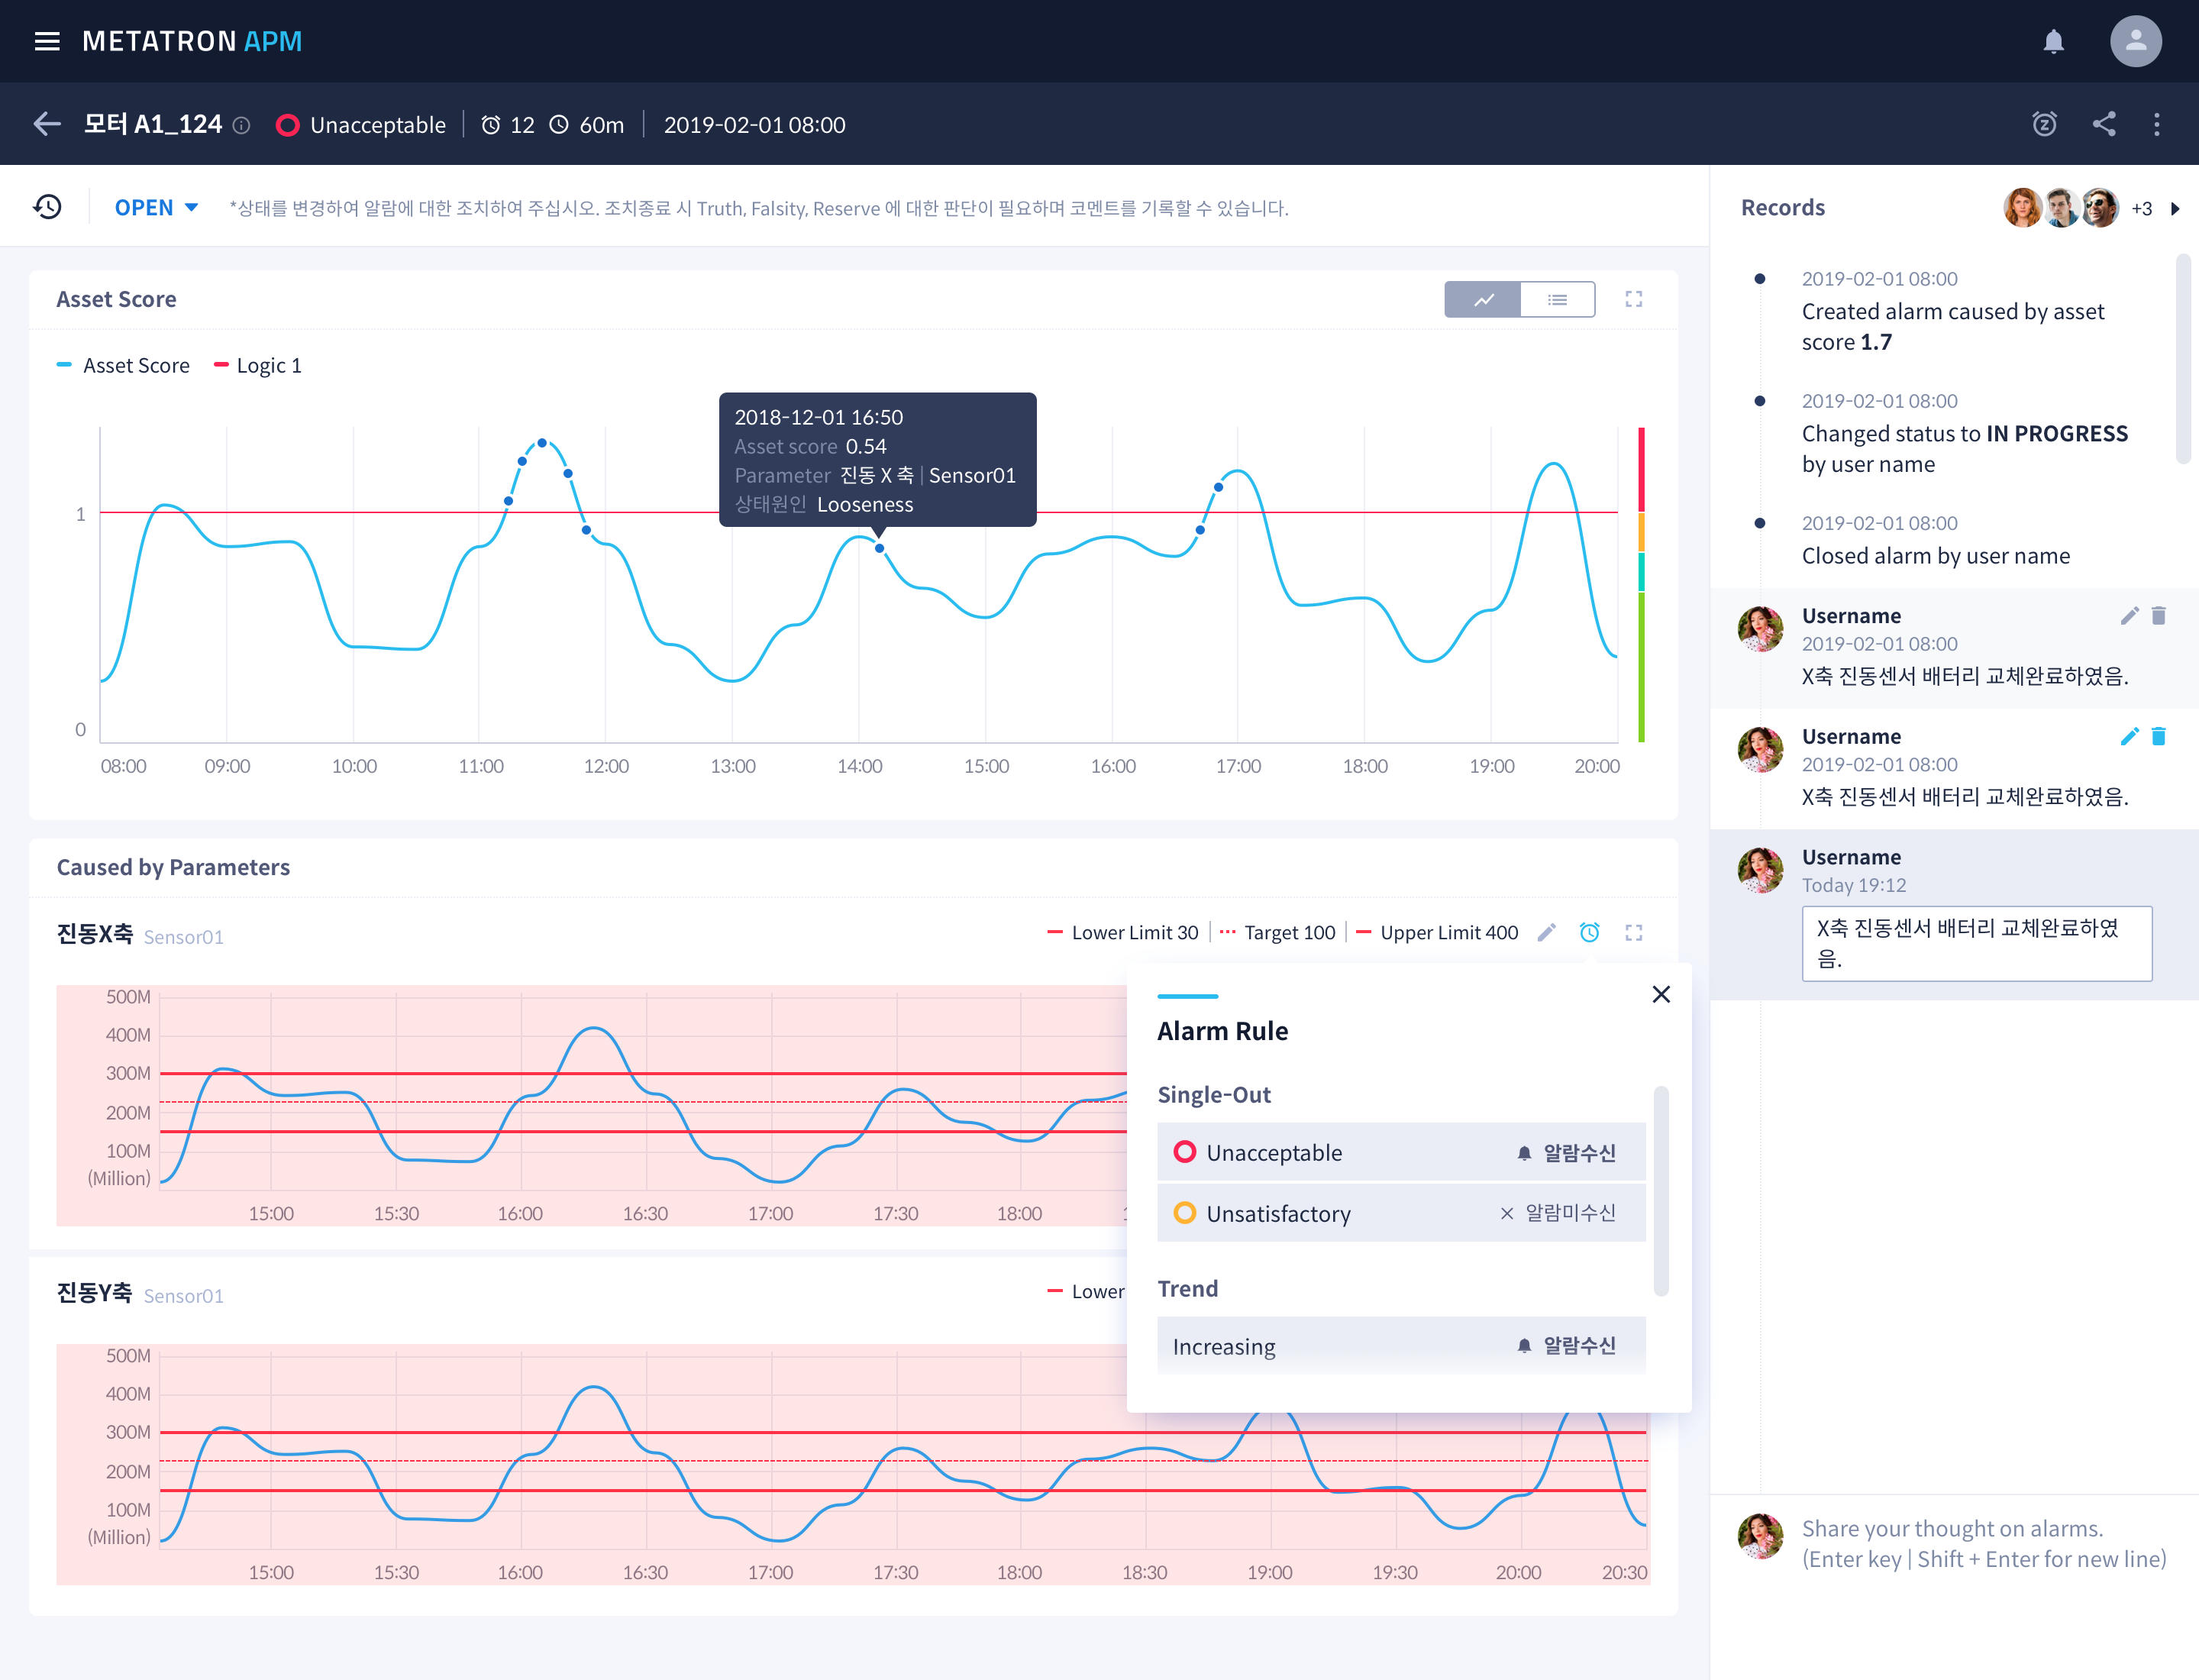 METATRON APM
모터 A1_124
Unacceptable
12
60m
2019-02-01 08:00
OPEN
*상태를 변경하여 알람에 대한 조치하여 주십시오. 조치종료 시 Truth, Falsity, Reserve 에 대한 판단이 필요하며 코멘트를 기록할 수 있습니다.
Asset Score
Asset Score
Logic 1
2018-12-01 16:50
Asset score 0.54
Parameter 진동 X 축 | Sensor01
상태원인 Looseness
1
0
08:00 09:00 10:00 11:00 12:00 13:00 14:00 15:00 16:00 17:00 18:00 19:00 20:00
Caused by Parameters
진동X축 Sensor01
Lower Limit 30
Target 100
Upper Limit 400
500M
400M
300M
200M
100M
(Million)
15:00 15:30 16:00 16:30 17:00 17:30 18:00
Alarm Rule
Single-Out
Unacceptable 알람수신
Unsatisfactory 알람미수신
Trend
Increasing 알람수신
진동Y축 Sensor01
Lower
500M
400M
300M
200M
100M
(Million)
15:00 15:30 16:00 16:30 17:00 17:30 18:00 18:30 19:00 19:30 20:00 20:30
Records
+3
2019-02-01 08:00
Created alarm caused by asset
score 1.7
2019-02-01 08:00
Changed status to IN PROGRESS
by user name
2019-02-01 08:00
Closed alarm by user name
Username
2019-02-01 08:00
X축 진동센서 배터리 교체완료하였음.
Username
2019-02-01 08:00
X축 진동센서 배터리 교체완료하였음.
Username
Today 19:12
X축 진동센서 배터리 교체완료하였
음.
Share your thought on alarms.
(Enter key | Shift + Enter for new line)